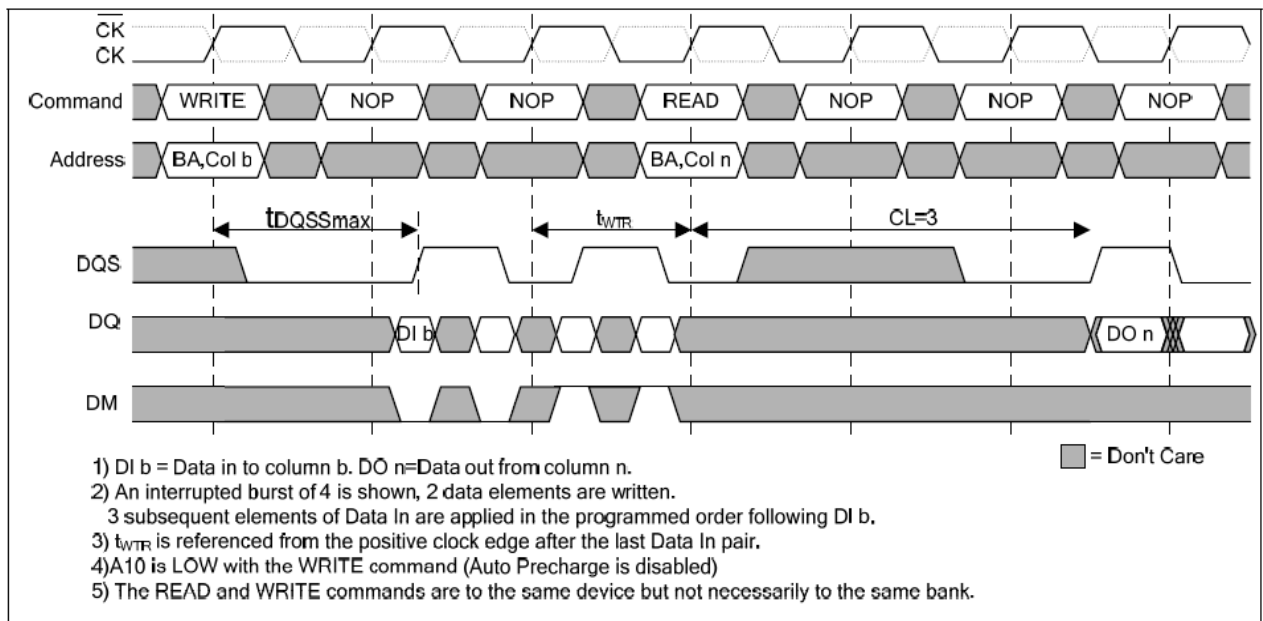 CK
CK
Command WRITE NOP NOP READ NOP NOP NOP
Address BA,Col b BA,Col n
tDQSSmax tWTR CL=3
DQS
DQ DI b DO n
DM
1) DI b = Data in to column b. DO n=Data out from column n.
2) An interrupted burst of 4 is shown, 2 data elements are written.
3 subsequent elements of Data In are applied in the programmed order following DI b.
3) tWTR is referenced from the positive clock edge after the last Data In pair.
4)A10 is LOW with the WRITE command (Auto Precharge is disabled)
5) The READ and WRITE commands are to the same device but not necessarily to the same bank.
= Don't Care